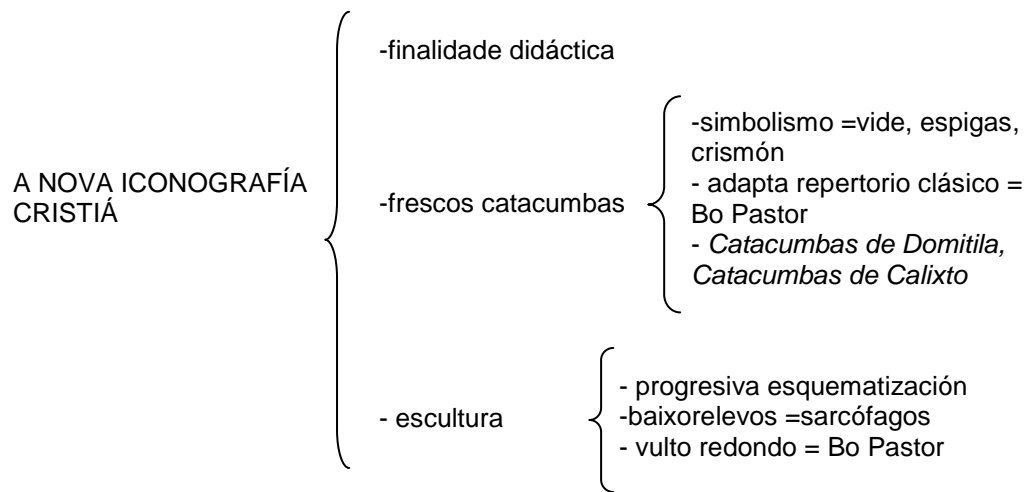 A NOVA ICONOGRAFÍA
CRISTIÁ
-finalidade didáctica
-frescos catacumbas
-simbolismo =vide, espigas,
crismón
- adapta repertorio clásico =
Bo Pastor
- Catacumbas de Domitila,
Catacumbas de Calixto
- escultura
- progresiva esquematización
-baixorelevos =sarcófagos
- vulto redondo = Bo Pastor